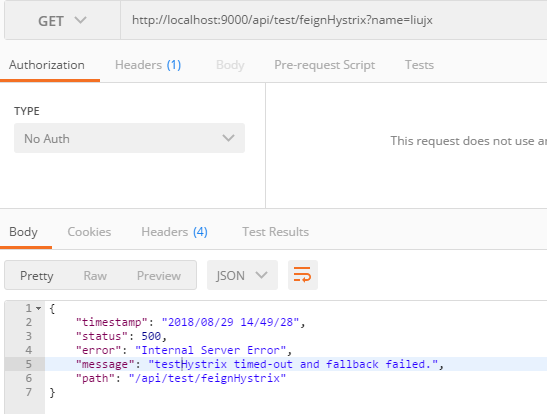 GET http://localhost:9000/api/test/feignHystrix?name=liujx
Authorization Headers (1) Body Pre-request Script Tests
TYPE
No Auth
This request does not use an
Body Cookies Headers (4) Test Results
Pretty Raw Preview JSON
1 {
2 "timestamp": "2018/08/29 14/49/28",
3 "status": 500,
4 "error": "Internal Server Error",
5 "message": "testHystrix timed-out and fallback failed.",
6 "path": "/api/test/feignHystrix"
7 }